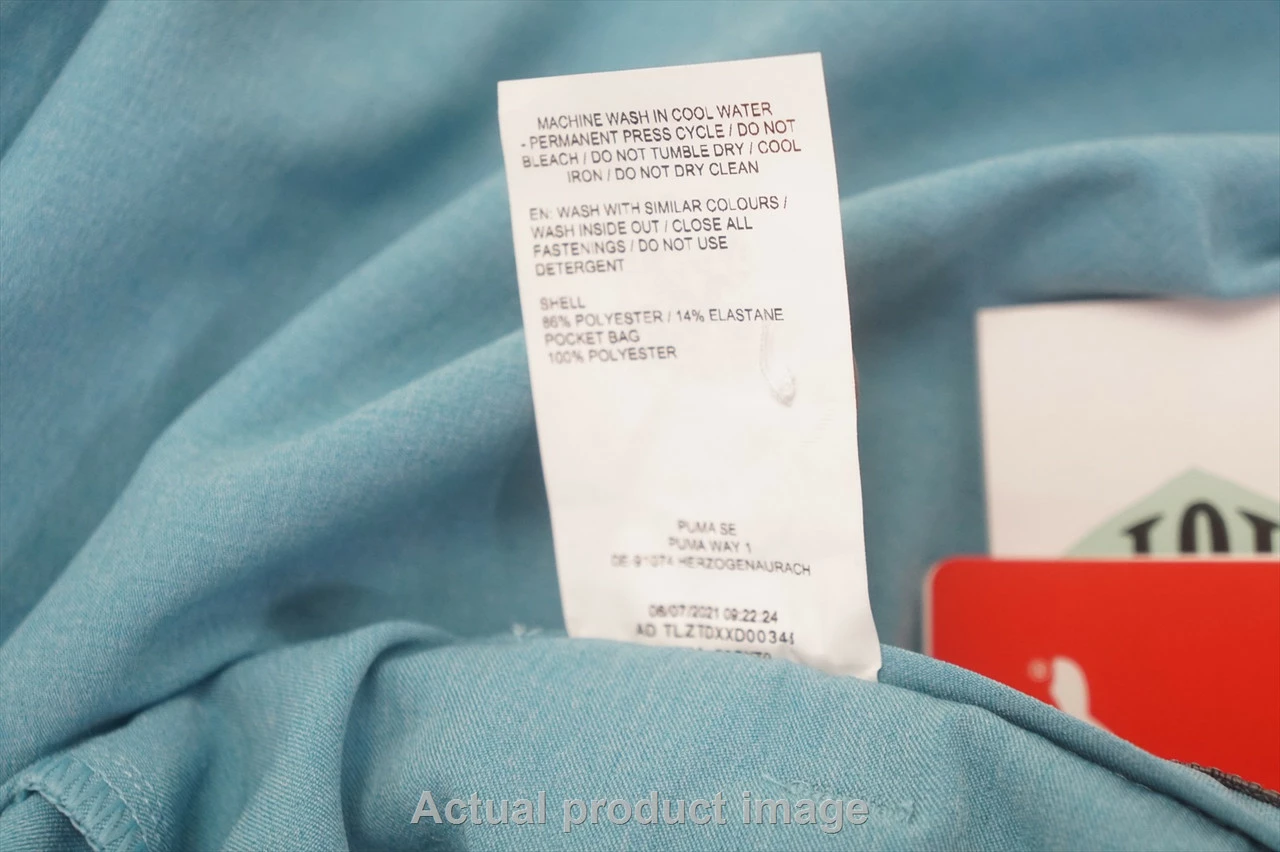 MACHINE WASH IN COOL WATER
- PERMANENT PRESS CYCLE / DO NOT
BLEACH / DO NOT TUMBLE DRY / COOL
IRON / DO NOT DRY CLEAN
EN: WASH WITH SIMILAR COLOURS /
WASH INSIDE OUT / CLOSE ALL
FASTENINGS / DO NOT USE
DETERGENT
SHELL
86% POLYESTER / 14% ELASTANE
POCKET BAG
100% POLYESTER
PUMA SE
PUMA WAY 1
DE-91074 HERZOGENAURACH
08/07/2021 09:22:24
AD
Actual product image